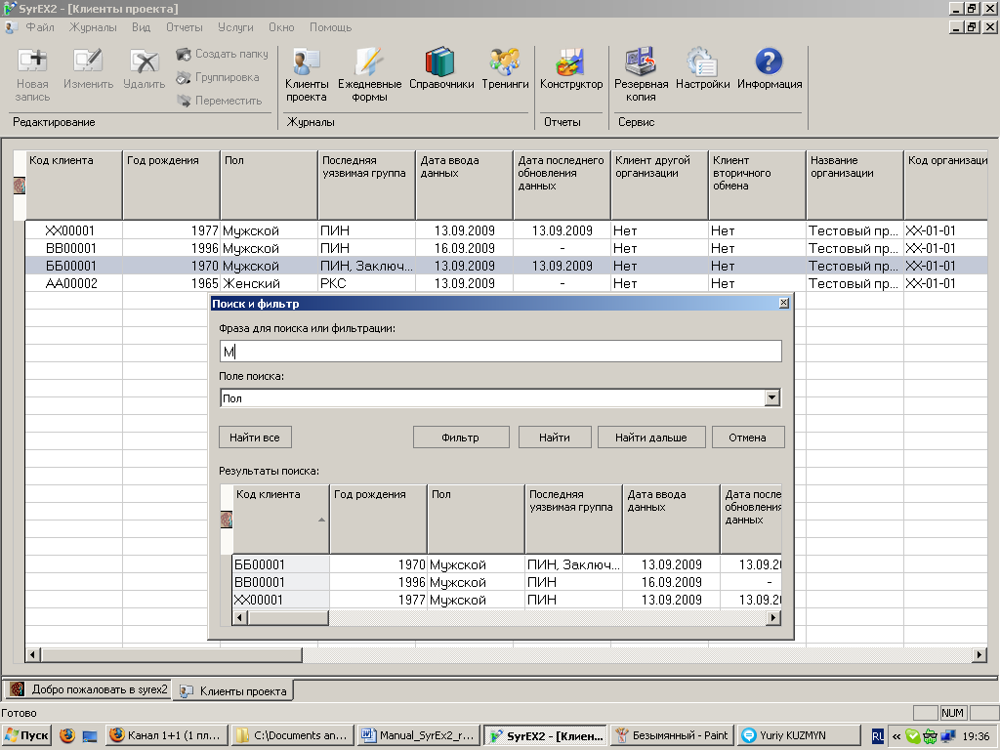 SyrEX2 - [Клиенты проекта]
Файл Журналы Вид Отчеты Услуги Окно Помощь
Новая запись
Изменить
Удалить
Создать папку
Группировка
Переместить
Клиенты проекта
Ежедневные формы
Справочники
Тренинги
Конструктор
Резервная копия
Настройки
Информация
Редактирование Журналы Отчеты Сервис
Код клиента Год рождения Пол Последняя уязвимая группа Дата ввода данных Дата последнего обновления данных Клиент другой организации Клиент вторичного обмена Название организации Код организаци
ХХ00001 1977 Мужской ПИН 13.09.2009 13.09.2009 Нет Нет Тестовый пр... ХХ-01-01
ВВ00001 1996 Мужской ПИН 16.09.2009 - Нет Нет Тестовый пр... ХХ-01-01
ББ00001 1970 Мужской ПИН, Заключ... 13.09.2009 13.09.2009 Нет Нет Тестовый пр... ХХ-01-01
АА00002 1965 Женский РКС 13.09.2009 - Нет Нет Тестовый пр... ХХ-01-01
Поиск и фильтр
Фраза для поиска или фильтрации:
М
Поле поиска:
Пол
Найти все Фильтр Найти Найти дальше Отмена
Результаты поиска:
Код клиента Год рождения Пол Последняя уязвимая группа Дата ввода данных Дата после обновления данных
ББ00001 1970 Мужской ПИН, Заключ... 13.09.2009 13.09.20
ВВ00001 1996 Мужской ПИН 16.09.2009 -
ХХ00001 1977 Мужской ПИН 13.09.2009 13.09.20
Добро пожаловать в syrex2 Клиенты проекта
Готово NUM
Пуск Канал 1+1 (1 пл... C:\Documents an... Manual_SyrEx2_r... SyrEX2 - [Клиен... Безымянный - Paint Yuriy KUZMYN RU « 19:36